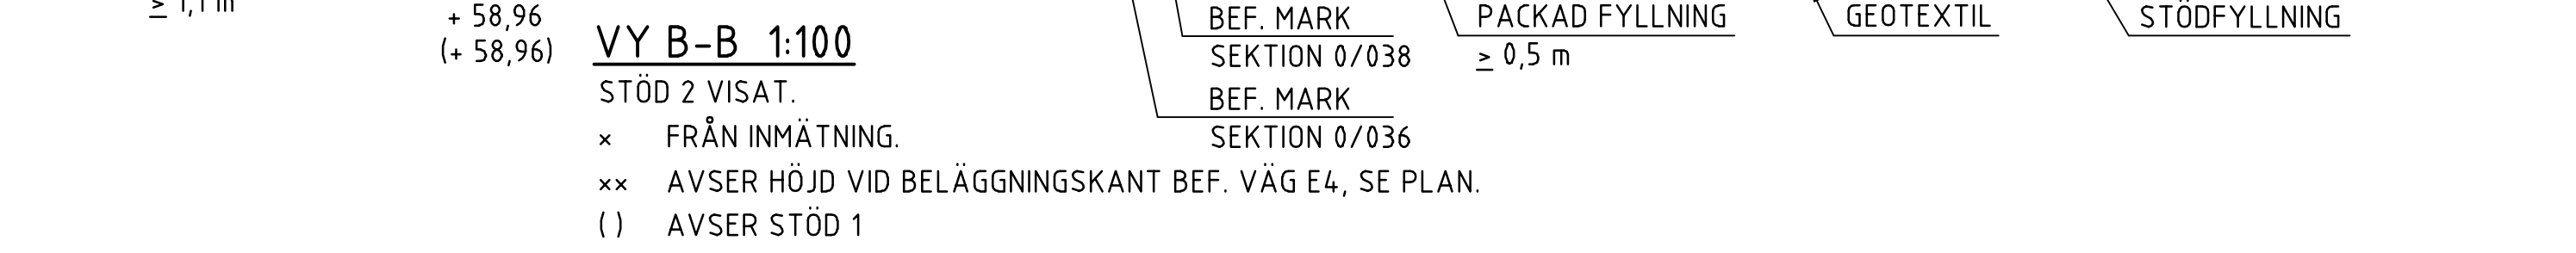 ≥ 1,1 m
+ 58,96
(+ 58,96)
VY B-B 1:100
STÖD 2 VISAT.
× FRÅN INMÄTNING.
×× AVSER HÖJD VID BELÄGGNINGSKANT BEF. VÄG E4, SE PLAN.
( ) AVSER STÖD 1
BEF. MARK
SEKTION 0/038
BEF. MARK
SEKTION 0/036
PACKAD FYLLNING
≥ 0,5 m
GEOTEXTIL
STÖDFYLLNING